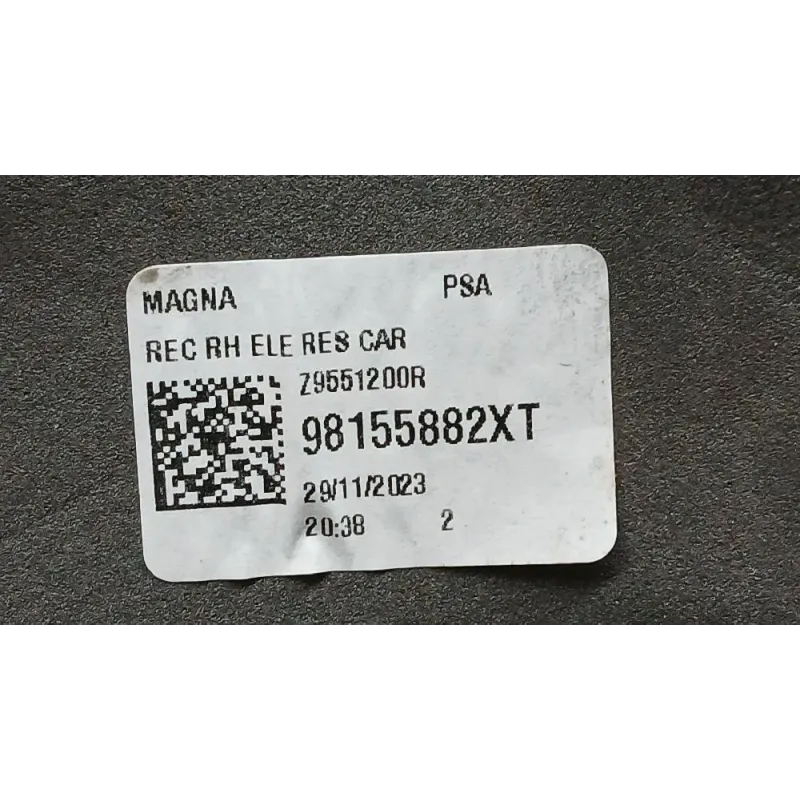 MAGNA PSA
REC RH ELE RES CAR
Z9551200R
98155882XT
29/11/2023
20:38 2